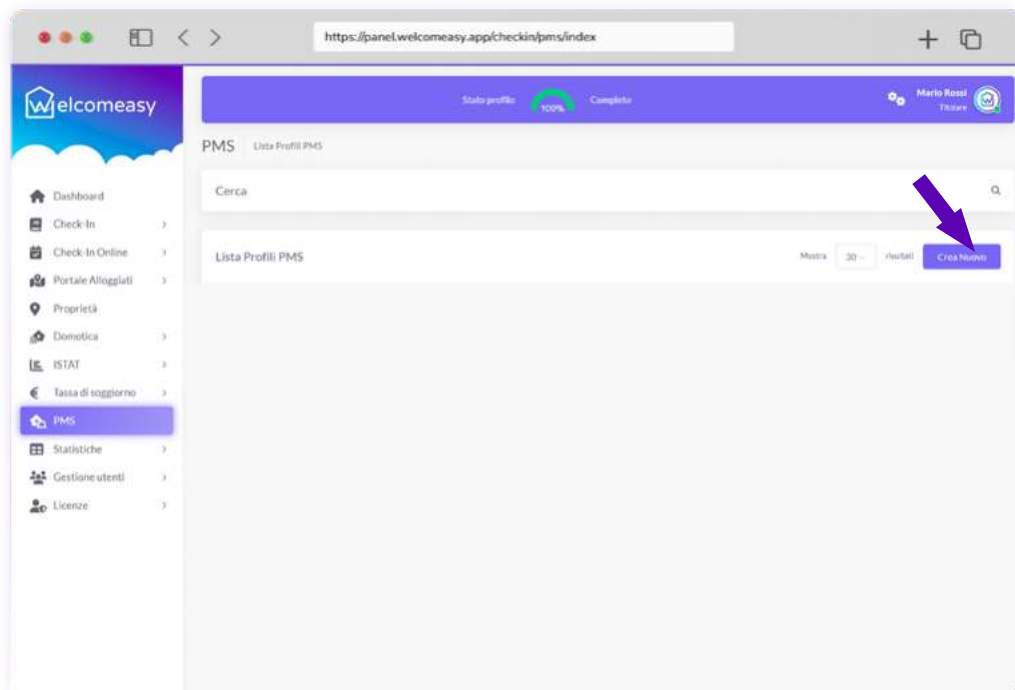 https://panel.welcomeasy.app/checkin/pms/index
Welcomeasy
Stato profilo 100% Completo
Mario Rossi
Titolare
PMS Lista Profili PMS
Cerca
Lista Profili PMS Mostra 20 risultati Crea Nuovo
Dashboard
Check-In
Check-In Online
Portale Alloggiati
Proprietà
Domotica
ISTAT
Tassa di soggiorno
PMS
Statistiche
Gestione utenti
Licenze